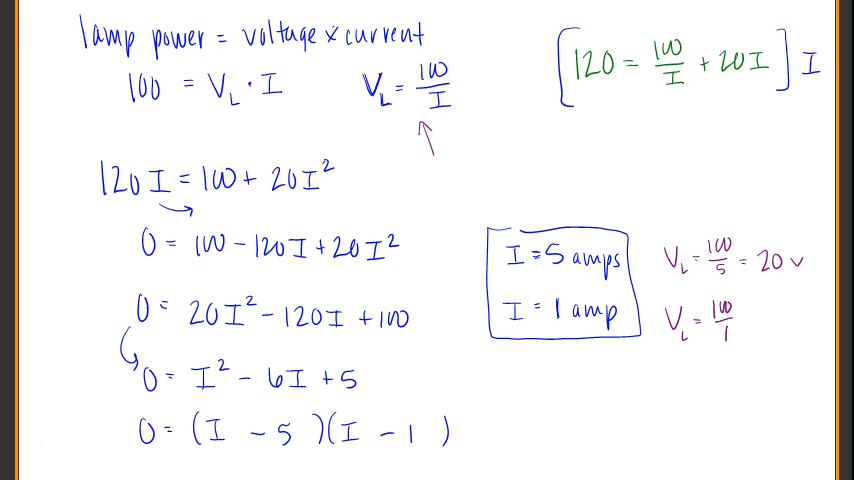 lamp power = voltage × current
100 = V_L · I
V_L = 100/I
[120 = 100/I + 20I] I
120I = 100 + 20I²
0 = 100 - 120I + 20I²
0 = 20I² - 120I + 100
0 = I² - 6I + 5
0 = (I - 5)(I - 1)
I = 5 amps
I = 1 amp
V_L = 100/5 = 20 v
V_L = 100/1